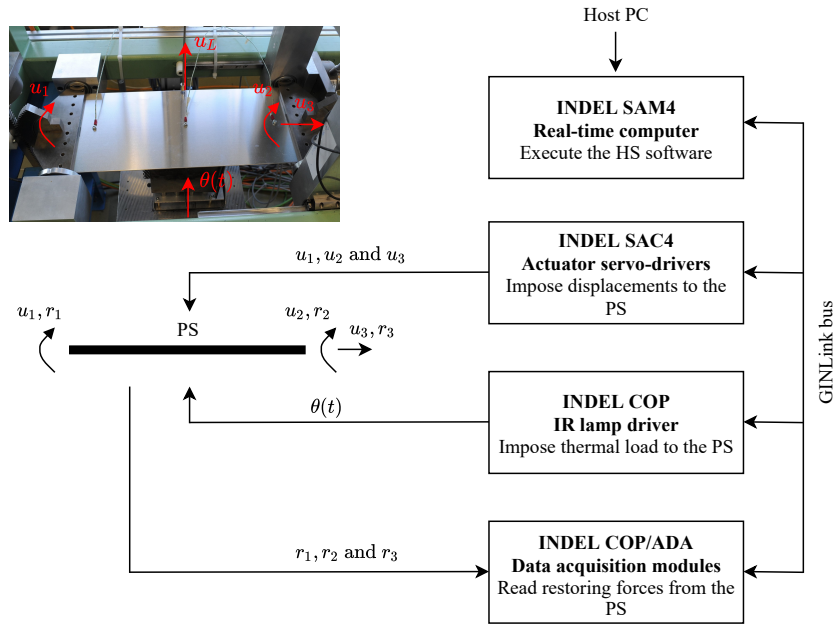 Host PC
INDEL SAM4
Real-time computer
Execute the HS software
u_L
u_1
u_2
u_3
θ(t)
INDEL SAC4
Actuator servo-drivers
Impose displacements to the
PS
u_1, u_2 and u_3
u_1, r_1
PS
u_2, r_2
u_3, r_3
GINLink bus
INDEL COP
IR lamp driver
Impose thermal load to the PS
θ(t)
INDEL COP/ADA
Data acquisition modules
Read restoring forces from the
PS
r_1, r_2 and r_3